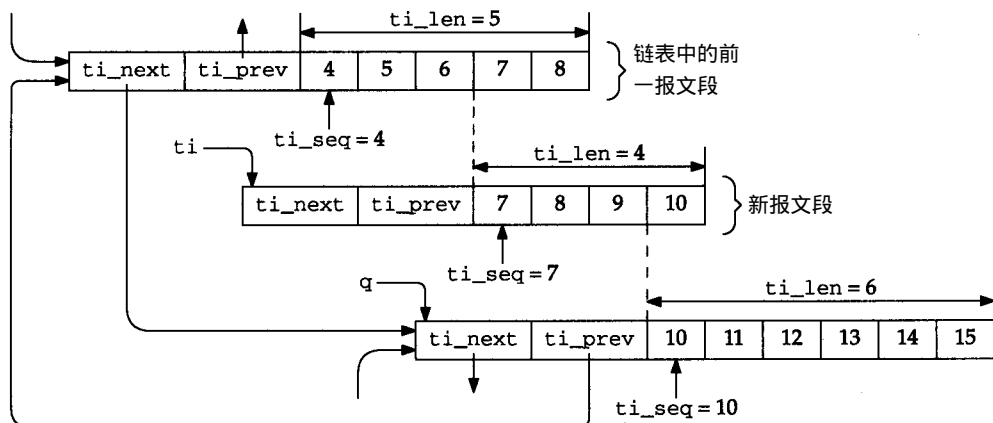 ti_len = 5
ti_next ti_prev 4 5 6 7 8
链表中的前
一报文段
ti_seq = 4
ti
ti_len = 4
ti_next ti_prev 7 8 9 10
新报文段
ti_seq = 7
q
ti_len = 6
ti_next ti_prev 10 11 12 13 14 15
ti_seq = 10